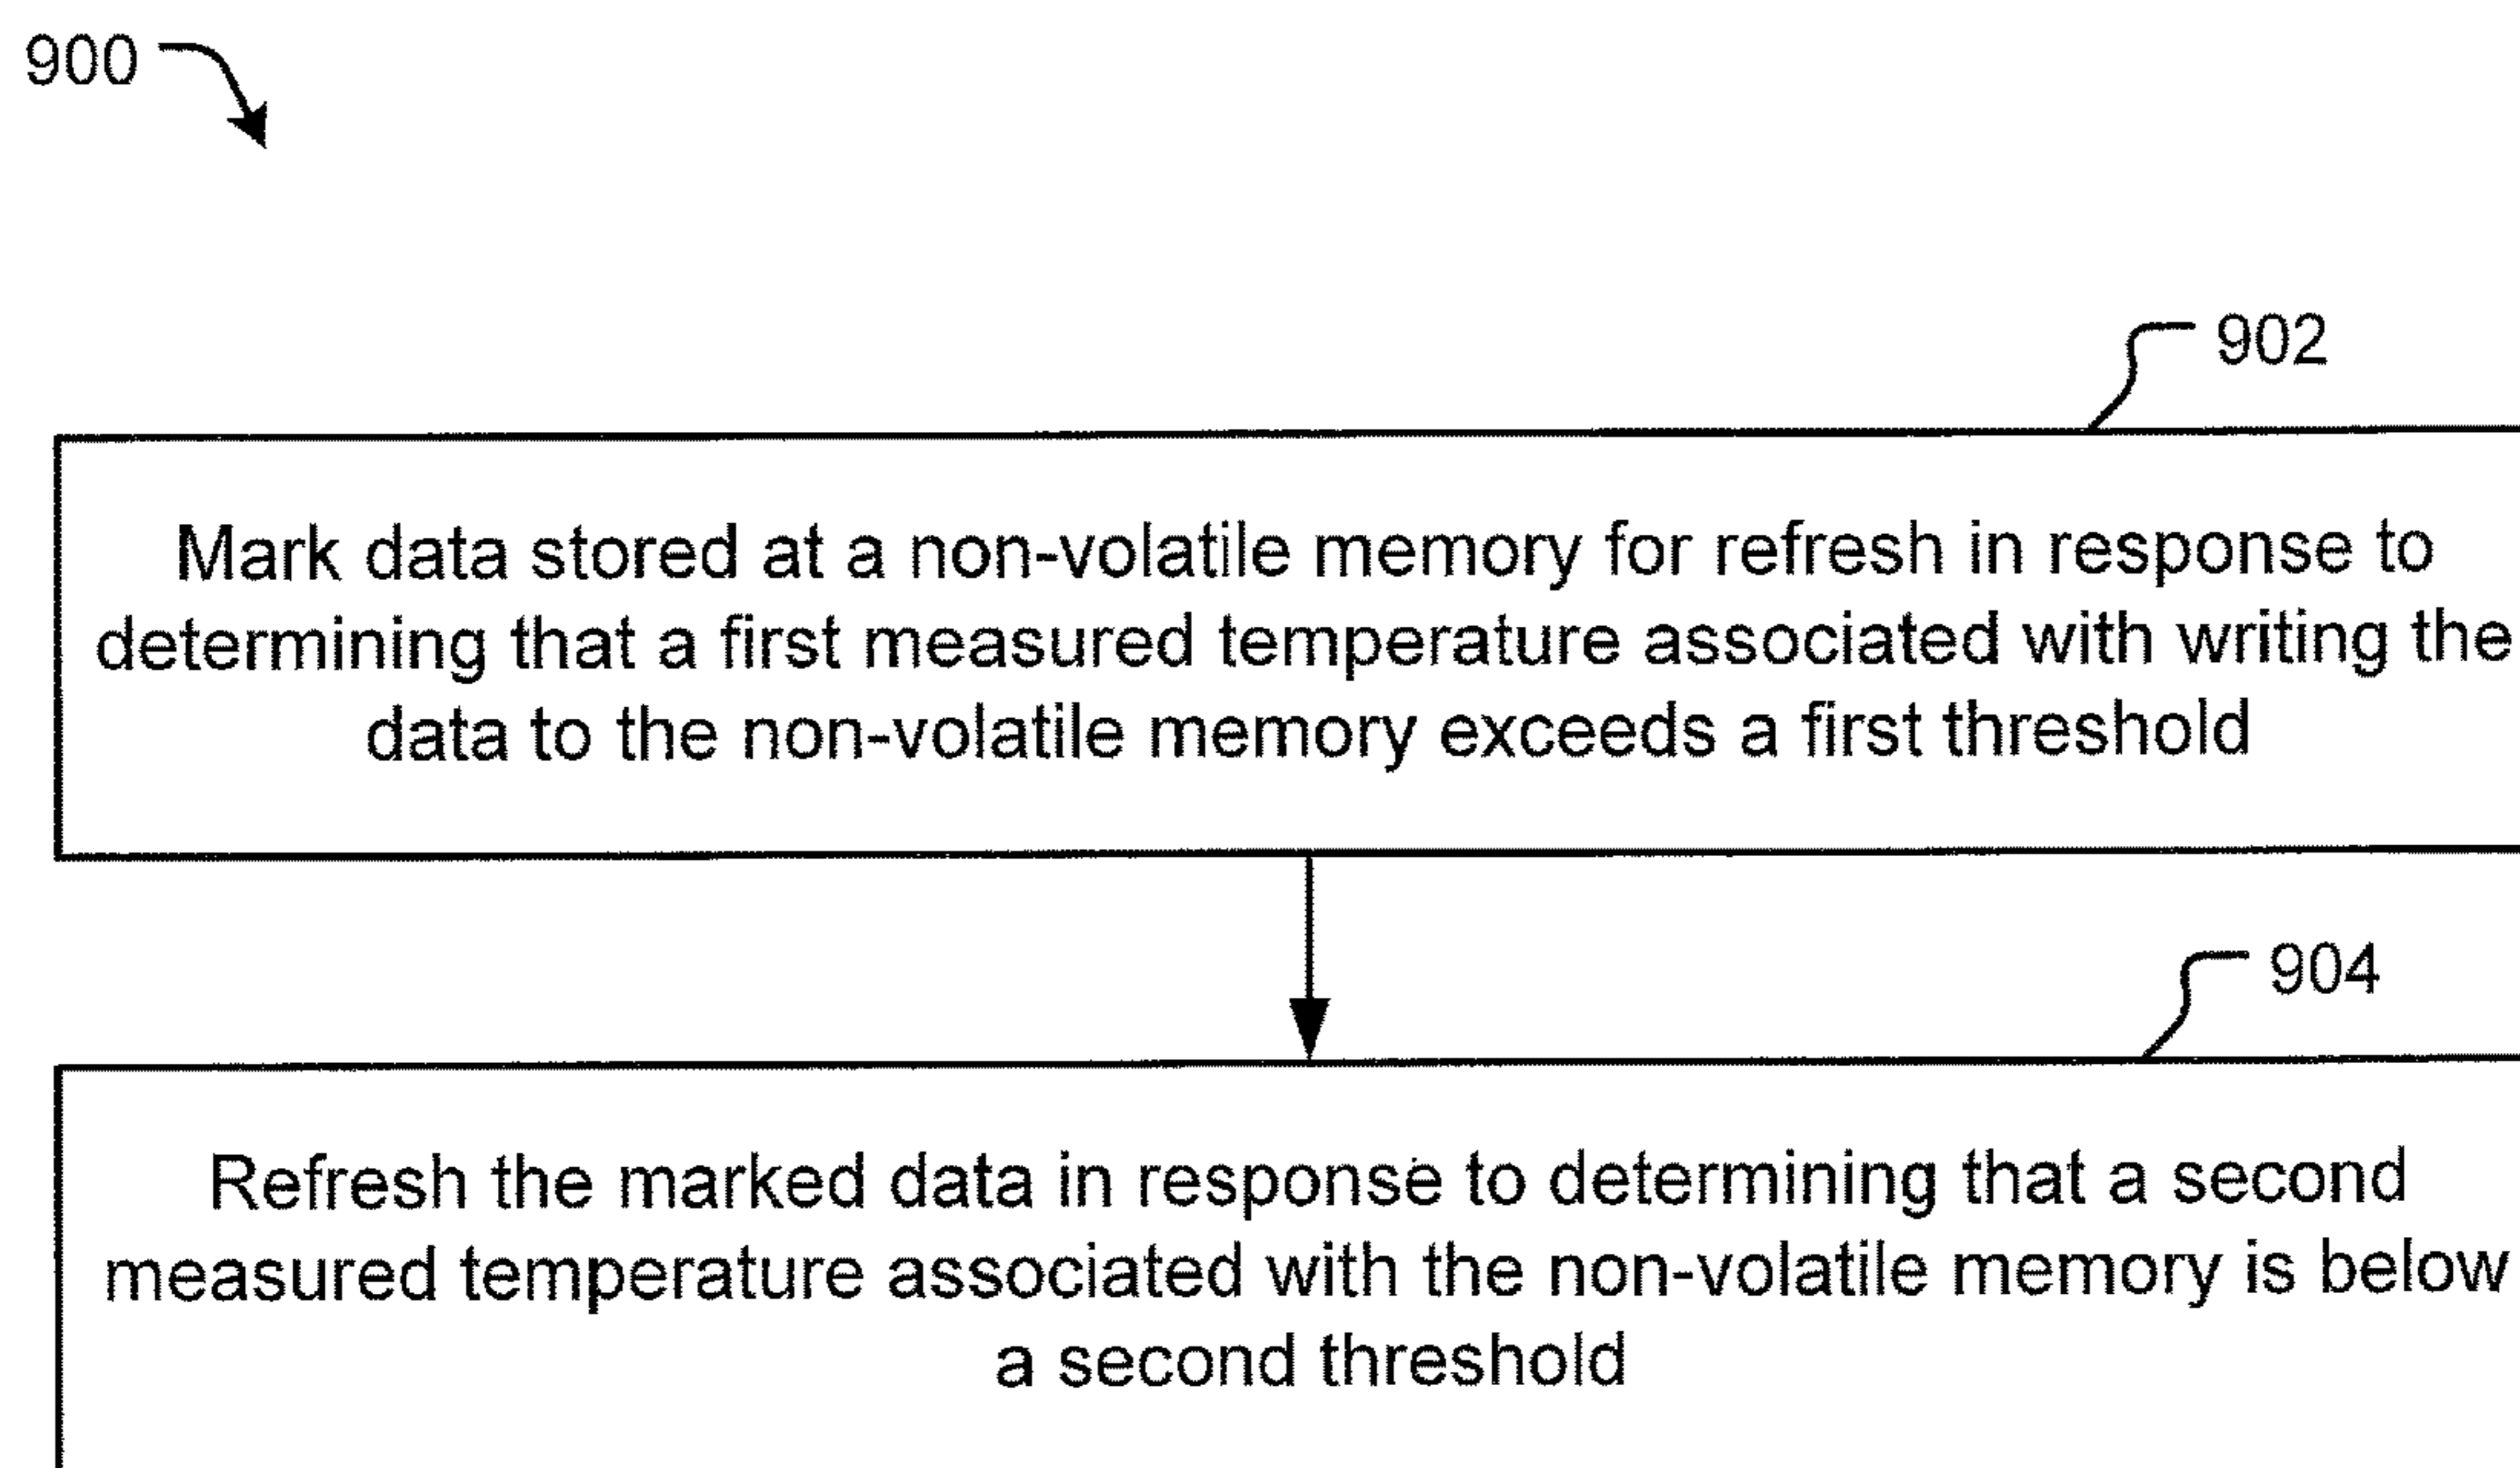 900
902
Mark data stored at a non-volatile memory for refresh in response to
determining that a first measured temperature associated with writing the
data to the non-volatile memory exceeds a first threshold
904
Refresh the marked data in response to determining that a second
measured temperature associated with the non-volatile memory is below
a second threshold